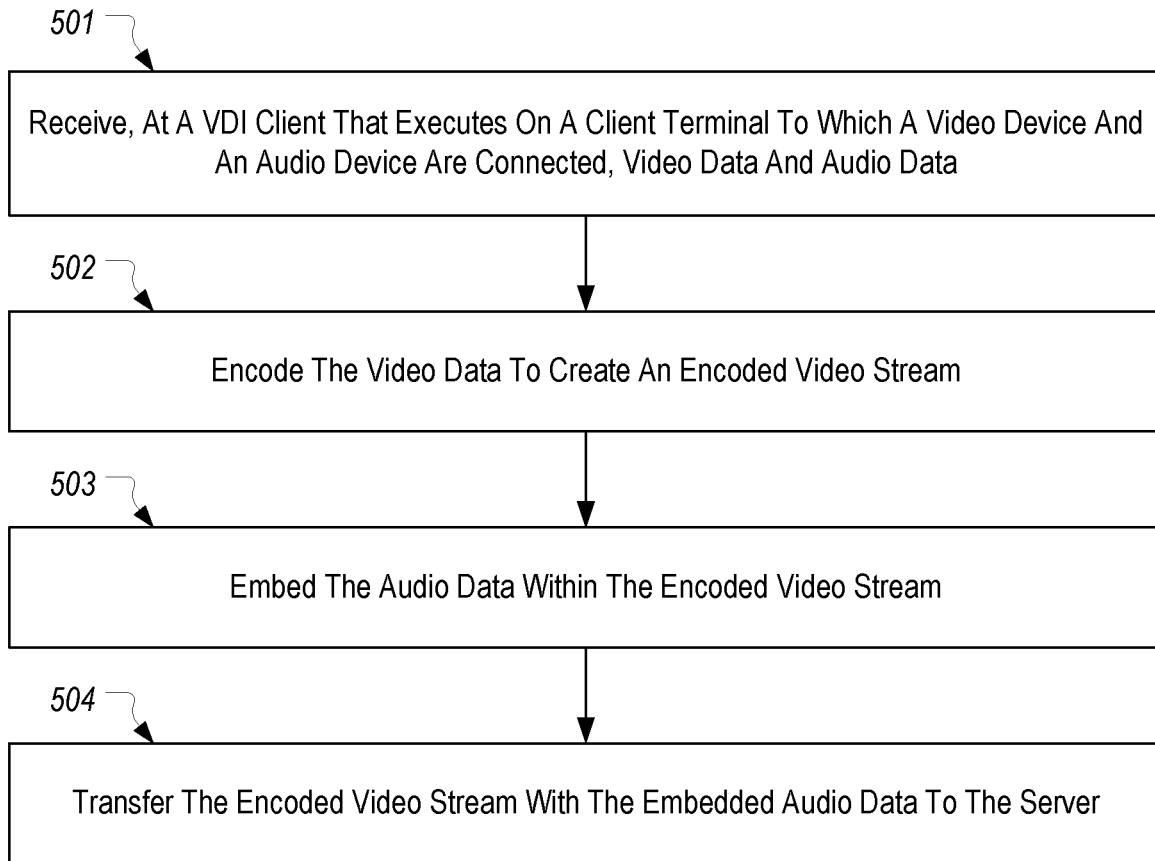 501
Receive, At A VDI Client That Executes On A Client Terminal To Which A Video Device And
An Audio Device Are Connected, Video Data And Audio Data
502
Encode The Video Data To Create An Encoded Video Stream
503
Embed The Audio Data Within The Encoded Video Stream
504
Transfer The Encoded Video Stream With The Embedded Audio Data To The Server